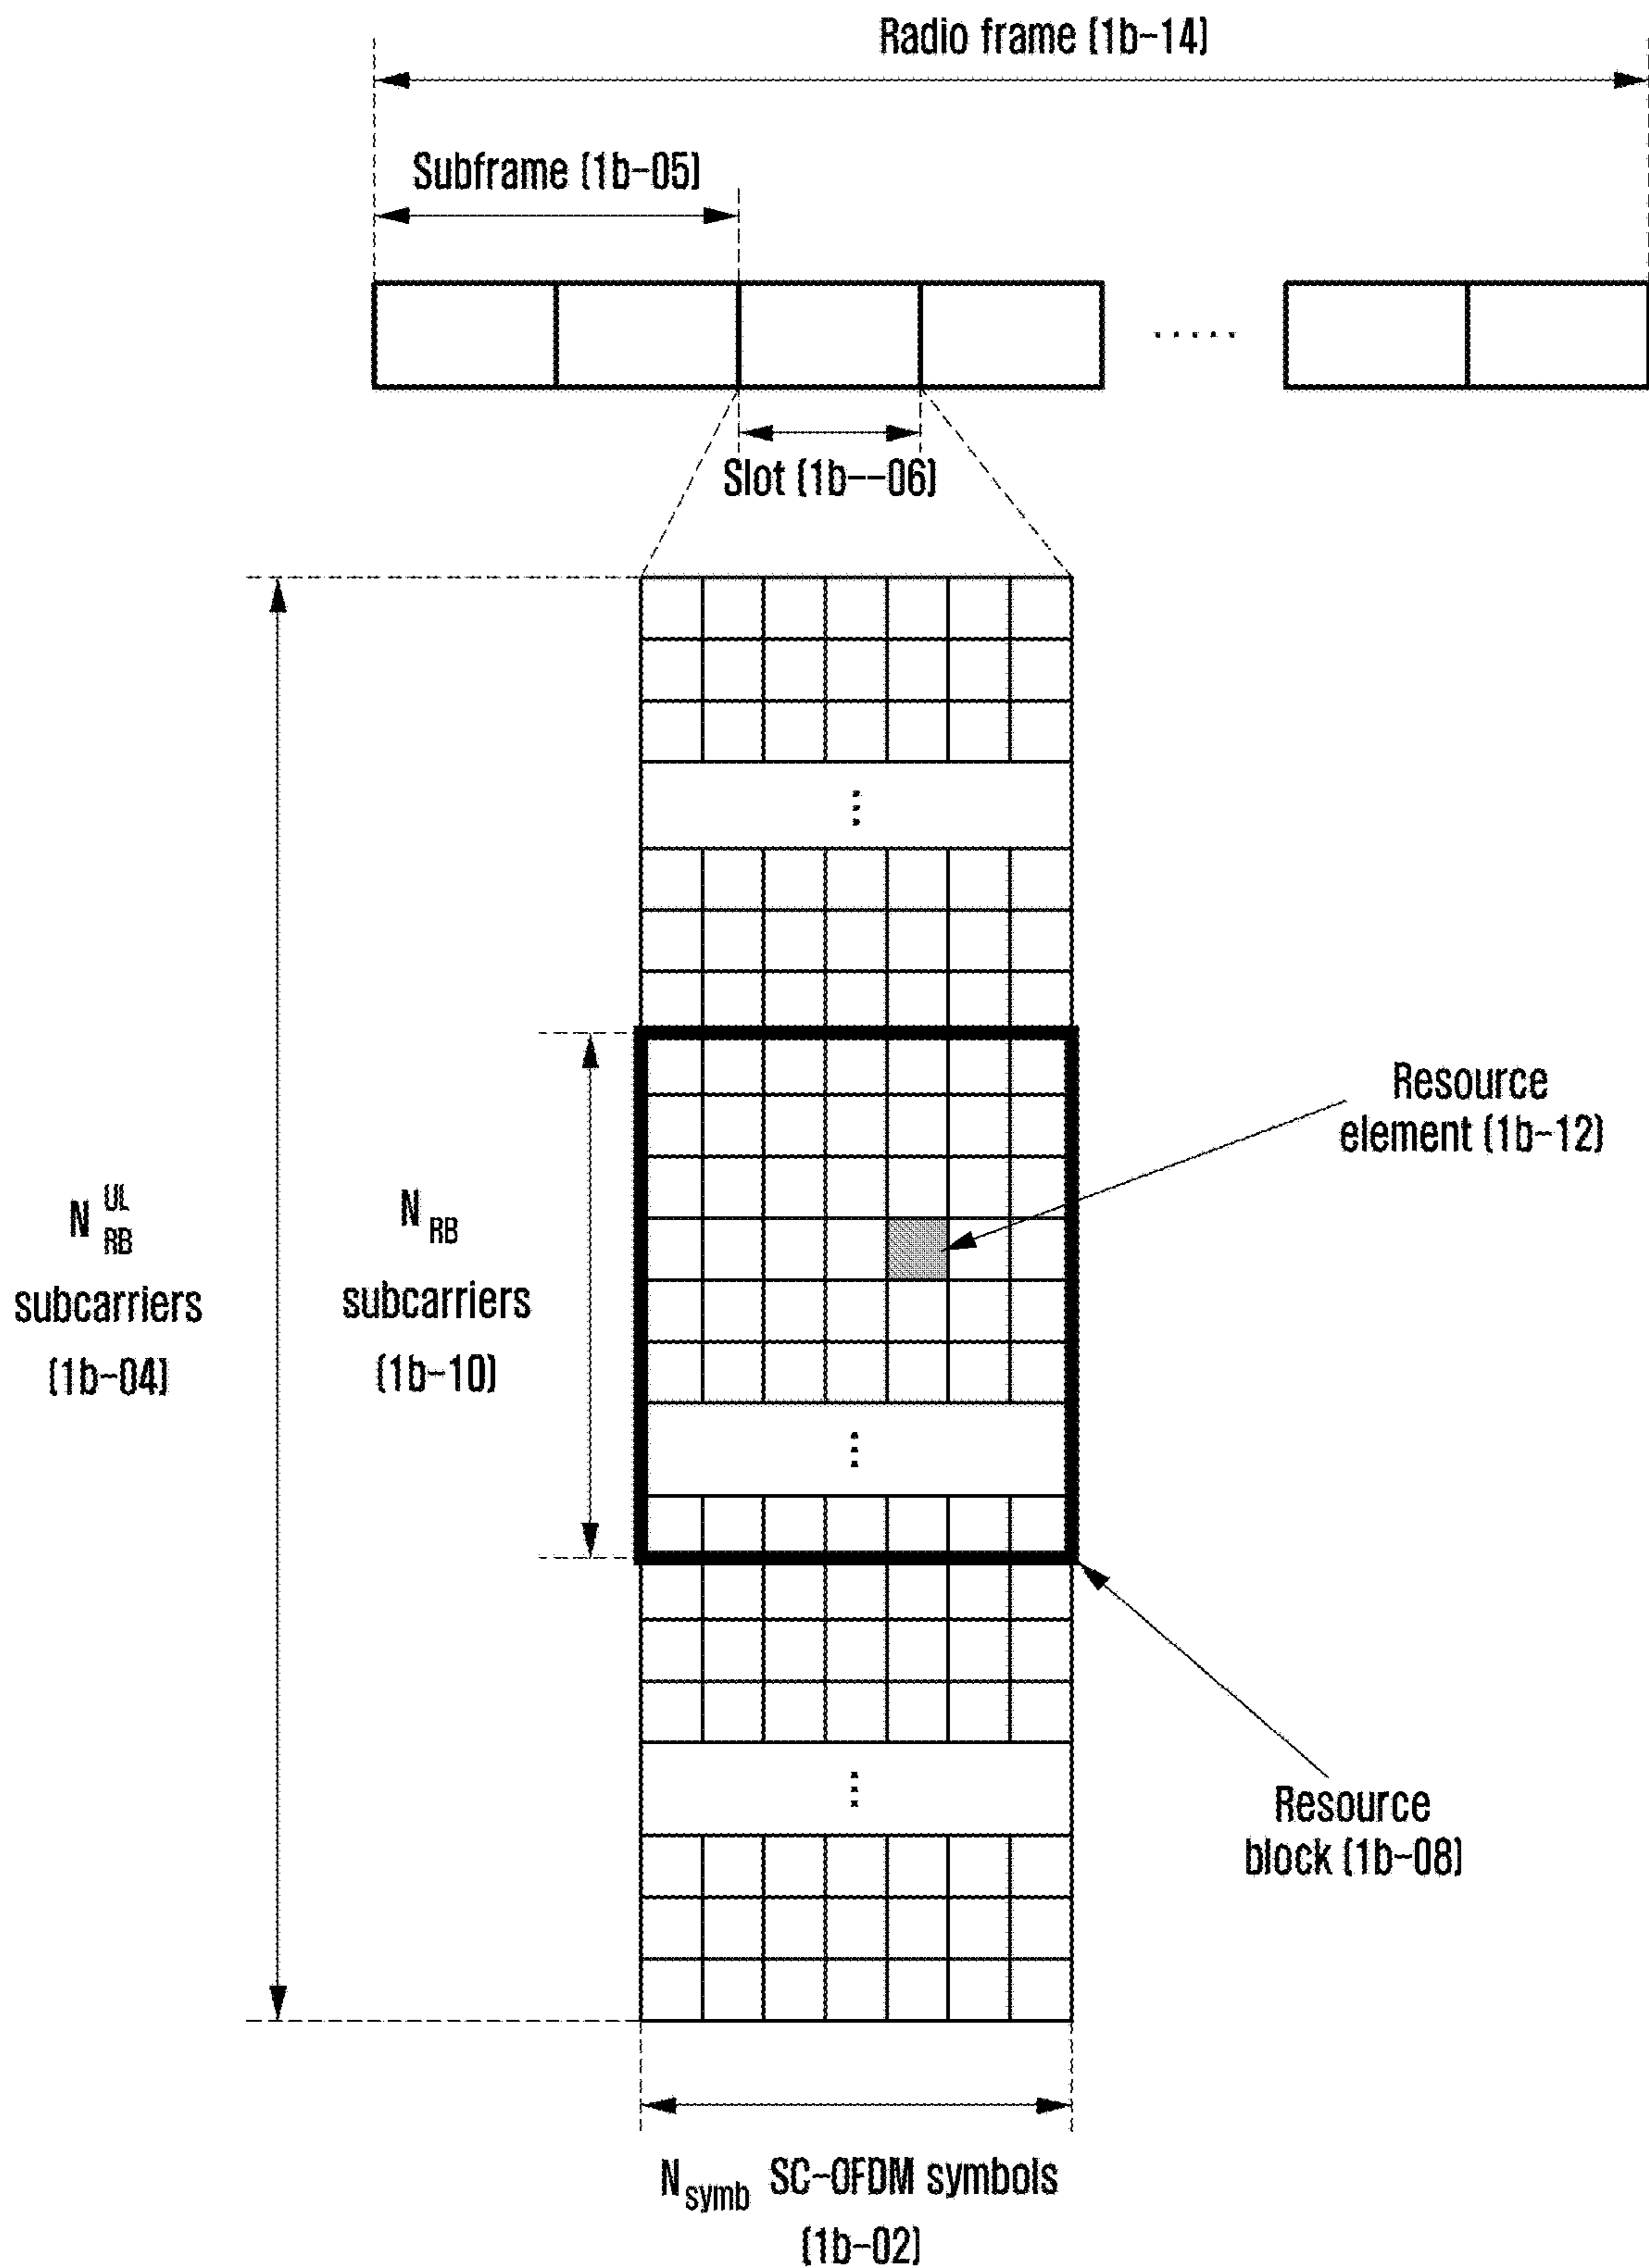 Radio frame (1b-14)
Subframe (1b-05)
.....
Slot (1b--06)
Resource
element (1b-12)
N UL RB
subcarriers
(1b-04)
N RB
subcarriers
(1b-10)
Resource
block (1b-08)
N symb SC-OFDM symbols
(1b-02)